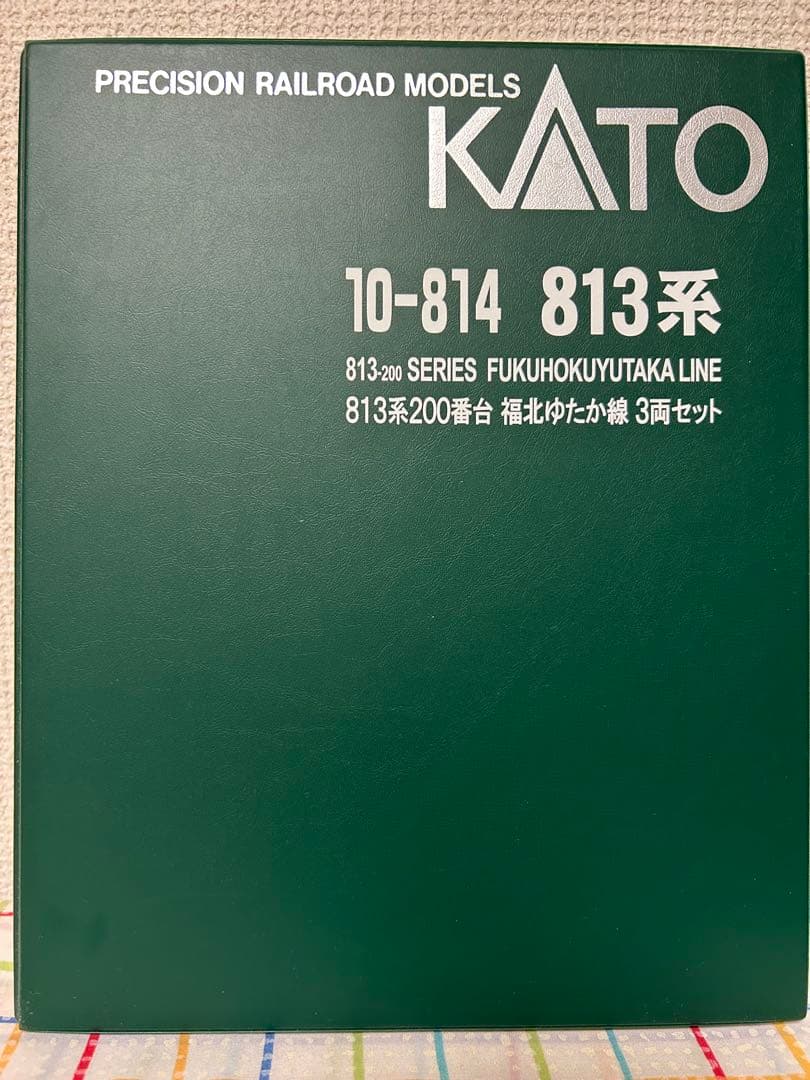 PRECISION RAILROAD MODELS
KATO
10-814 813系
813-200 SERIES FUKUHOKUYUTAKA LINE
813系200番台 福北ゆたか線 3両セット